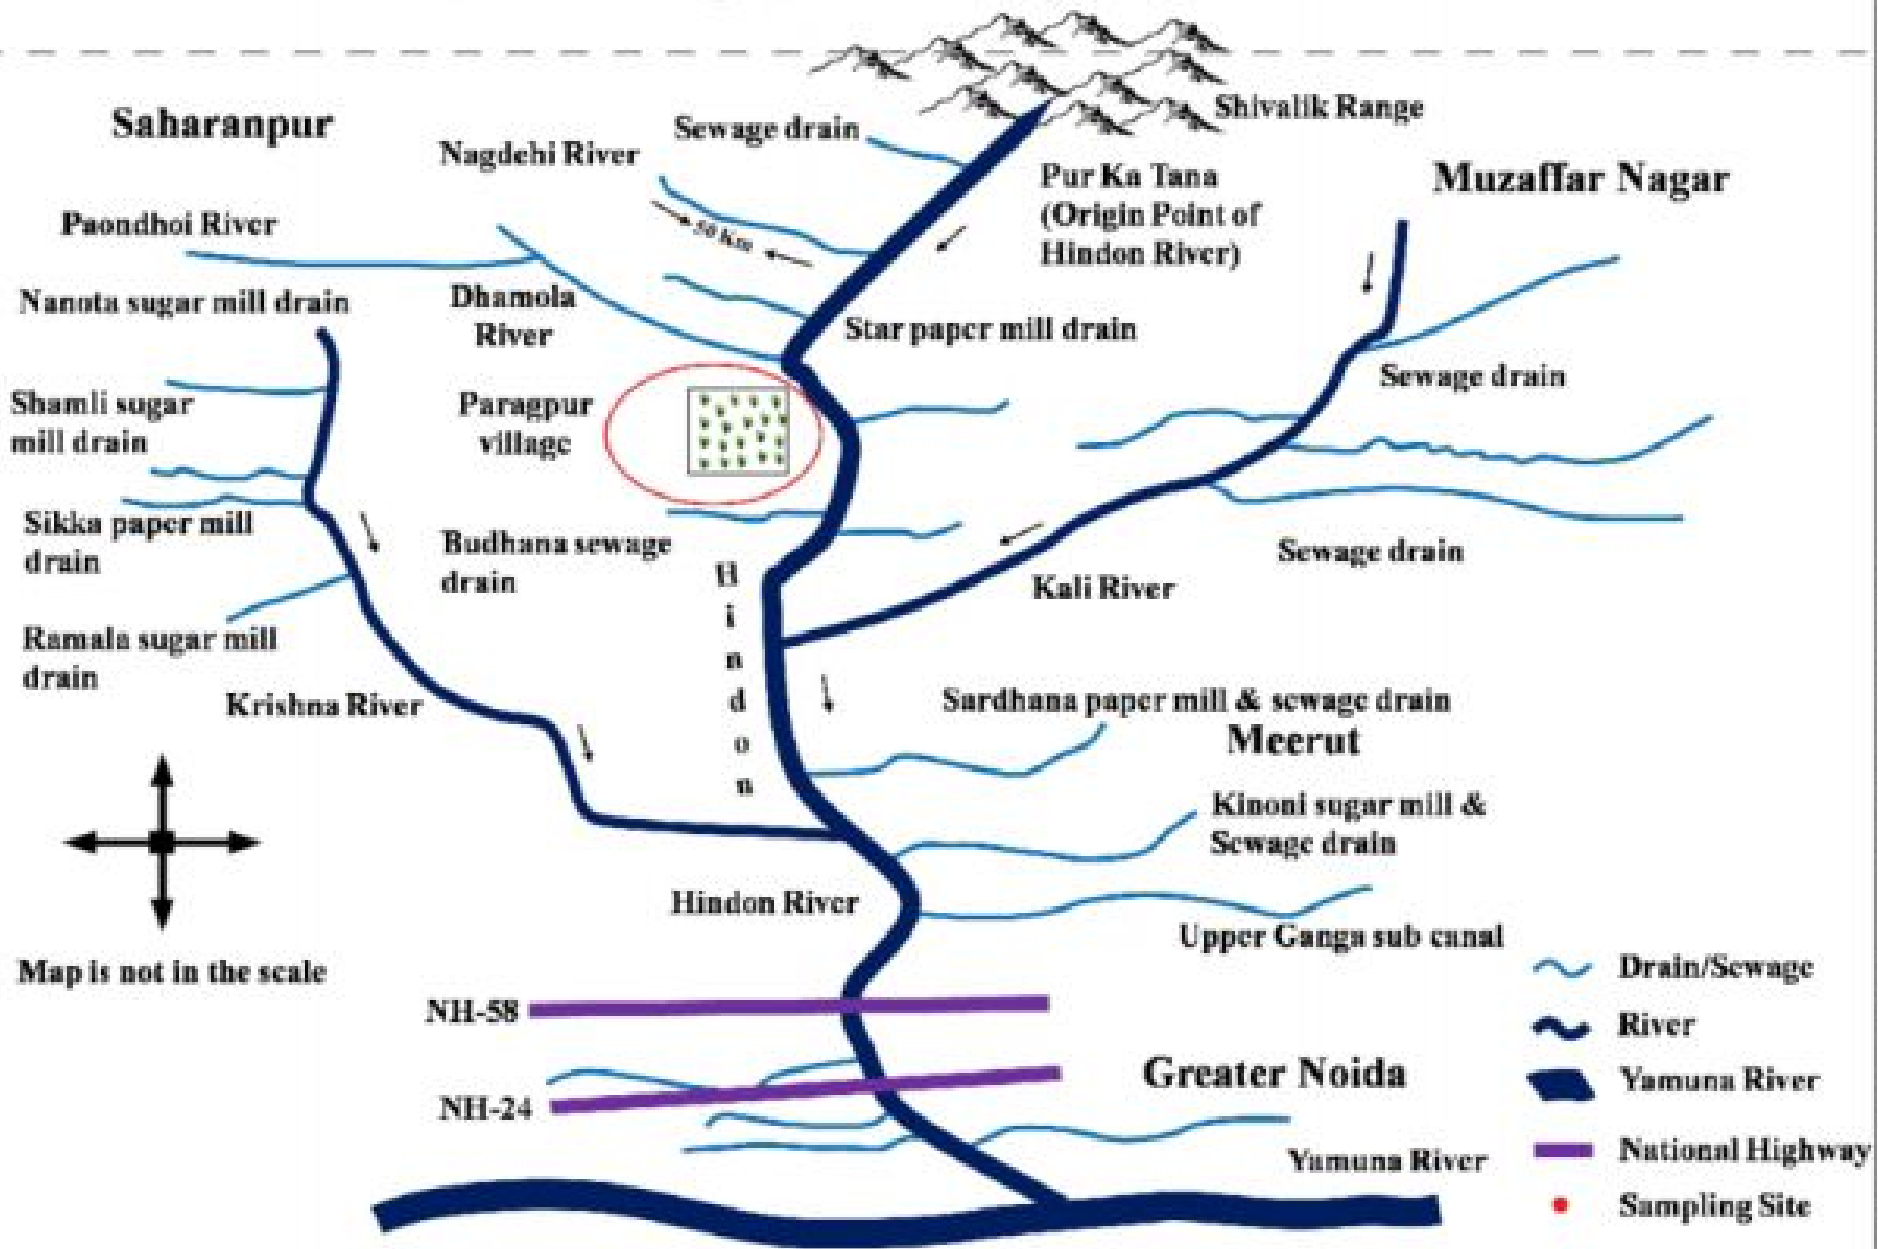 Shivalik Range
Saharanpur
Sewage drain
Nagdehi River
Pur Ka Tana
(Origin Point of
Hindon River)
Muzaffar Nagar
Paondhoi River
50 Km
Nanota sugar mill drain
Dhamola
River
Star paper mill drain
Sewage drain
Shamli sugar
mill drain
Paragpur
village
Sikka paper mill
drain
Budhana sewage
drain
Sewage drain
Kali River
Hindon
Ramala sugar mill
drain
Krishna River
Sardhana paper mill & sewage drain
Meerut
Kinoni sugar mill &
Sewage drain
Hindon River
Upper Ganga sub canal
Map is not in the scale
NH-58
NH-24
Greater Noida
Yamuna River
Drain/Sewage
River
Yamuna River
National Highway
Sampling Site